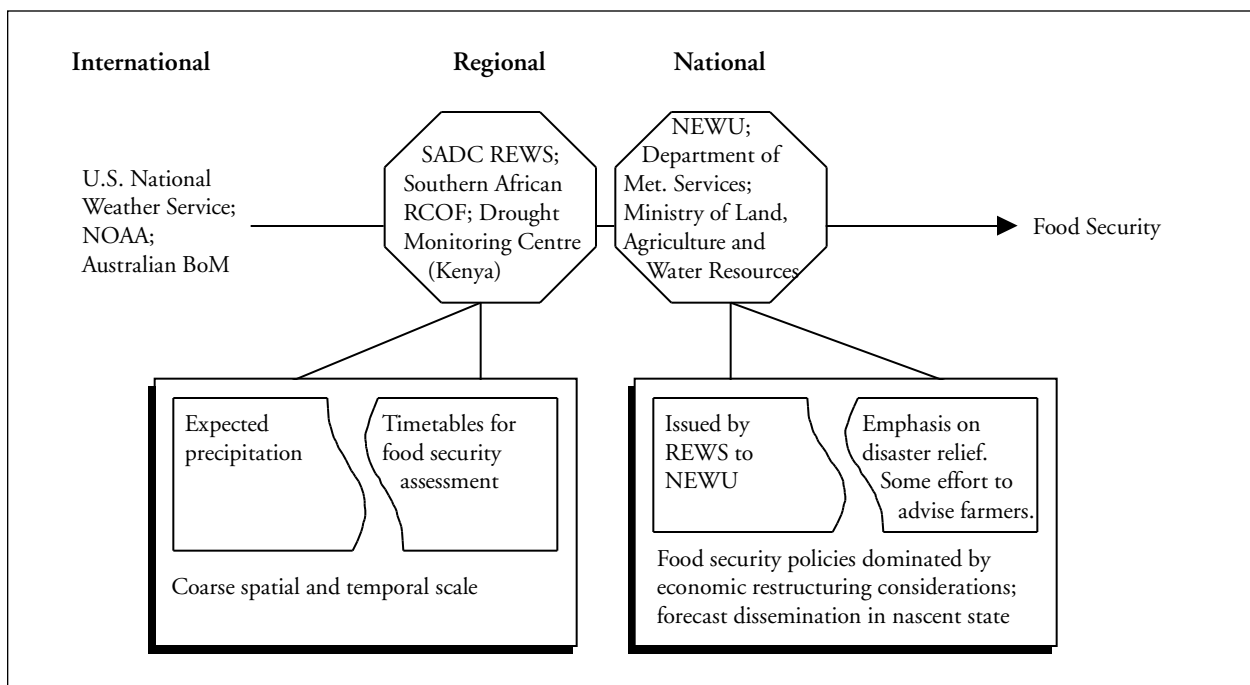 International
Regional
National
U.S. National
Weather Service;
NOAA;
Australian BoM
SADC REWS;
Southern African
RCOF; Drought
Monitoring Centre
(Kenya)
NEWU;
Department of
Met. Services;
Ministry of Land,
Agriculture and
Water Resources
Food Security
Expected
precipitation
Timetables for
food security
assessment
Coarse spatial and temporal scale
Issued by
REWS to
NEWU
Emphasis on
disaster relief.
Some effort to
advise farmers.
Food security policies dominated by
economic restructuring considerations;
forecast dissemination in nascent state